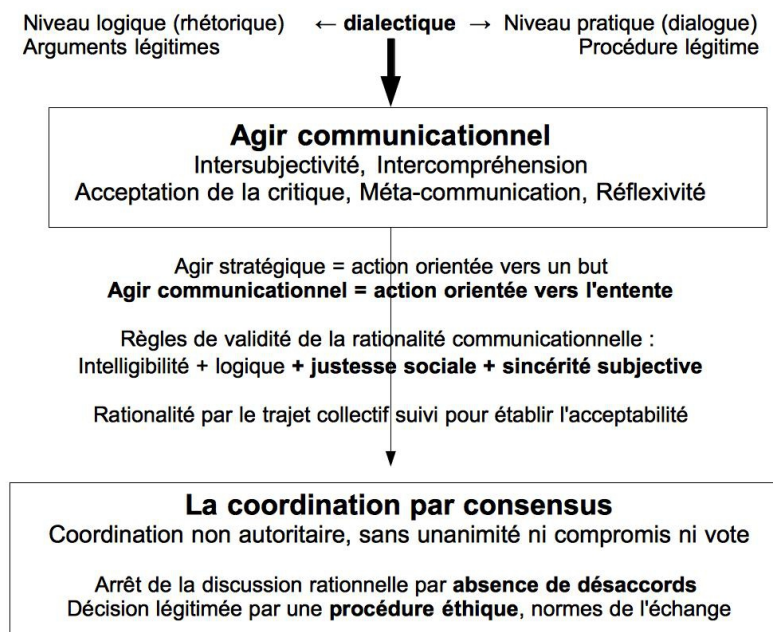 Niveau logique (rhétorique) ← dialectique → Niveau pratique (dialogue)
Arguments légitimes Procédure légitime
Agir communicationnel
Intersubjectivité, Intercompréhension
Acceptation de la critique, Méta-communication, Réflexivité
Agir stratégique = action orientée vers un but
Agir communicationnel = action orientée vers l'entente
Règles de validité de la rationalité communicationnelle :
Intelligibilité + logique + justesse sociale + sincérité subjective
Rationalité par le trajet collectif suivi pour établir l'acceptabilité
La coordination par consensus
Coordination non autoritaire, sans unanimité ni compromis ni vote
Arrêt de la discussion rationnelle par absence de désaccords
Décision légitimée par une procédure éthique, normes de l'échange